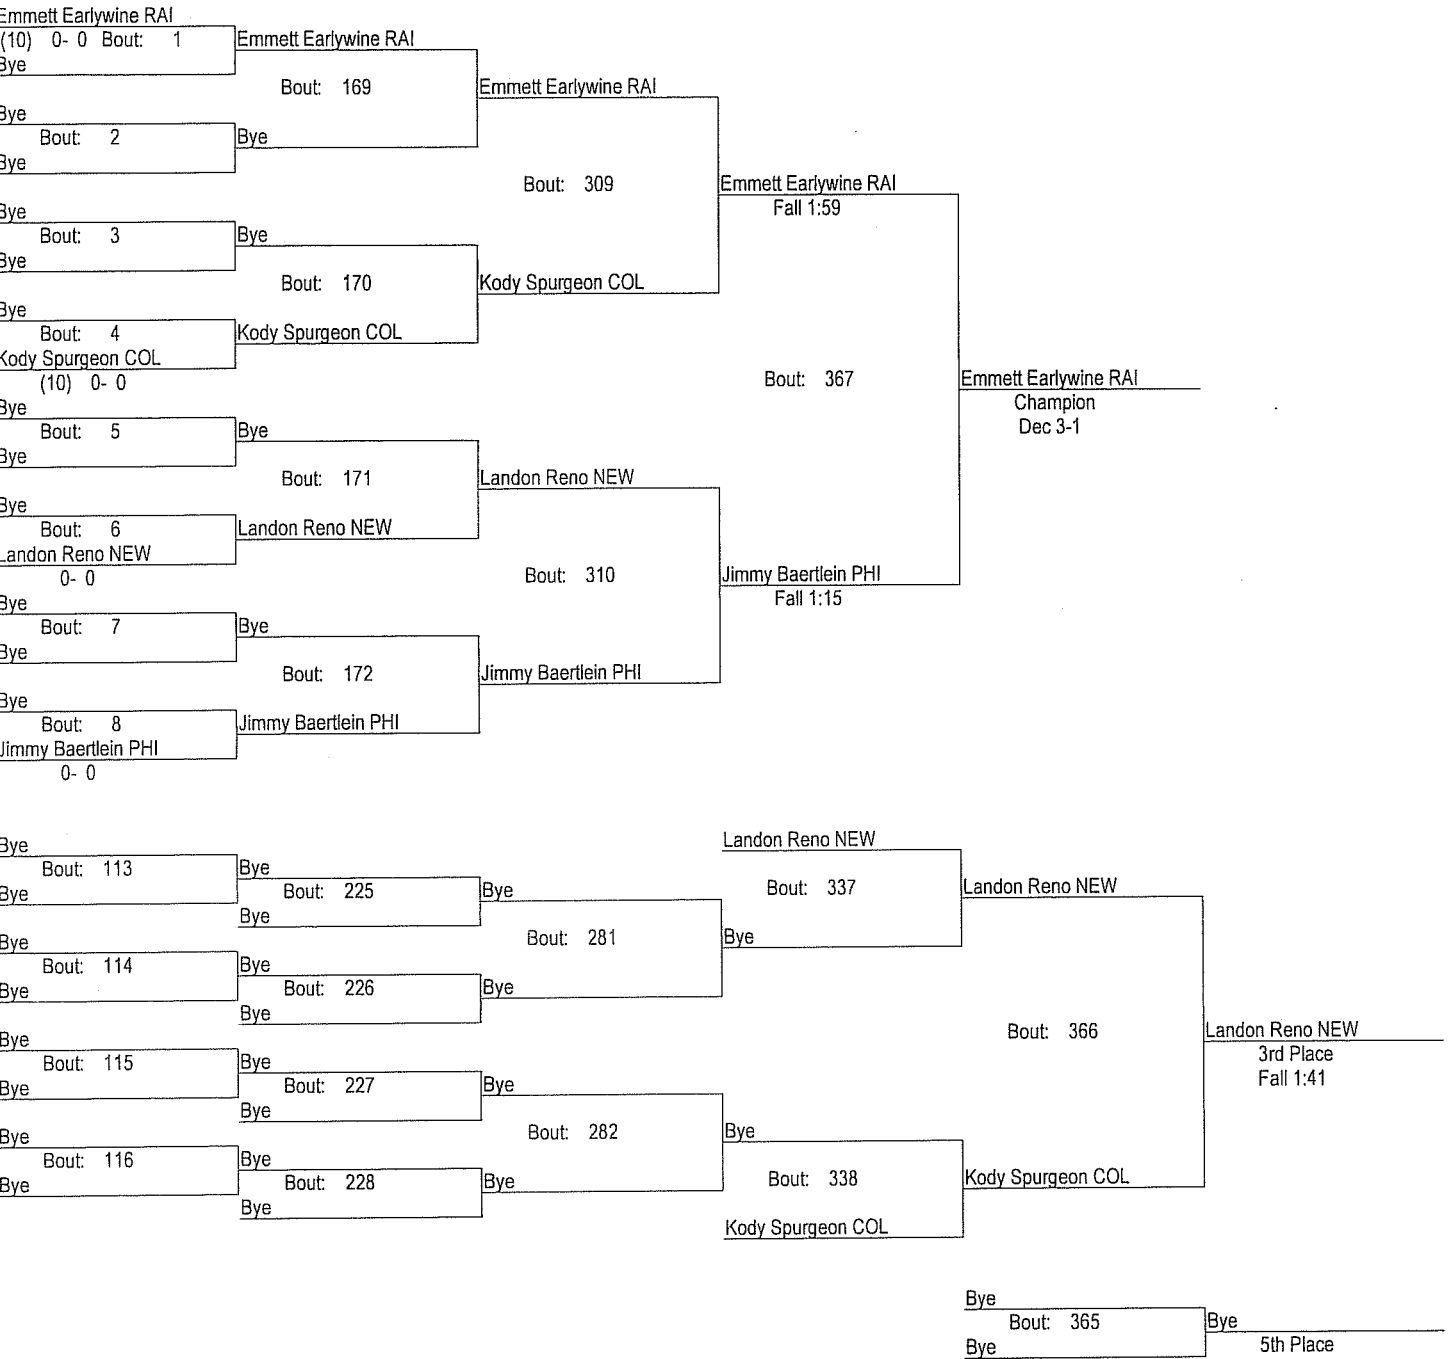 Emmett Earlywine RAI
(10) 0- 0 Bout: 1
Bye
Bye
Bout: 2
Bye
Bye
Bout: 3
Bye
Bye
Bout: 4
Kody Spurgeon COL
(10) 0- 0
Bye
Bout: 5
Bye
Bye
Bout: 6
Landon Reno NEW
0- 0
Bye
Bout: 7
Bye
Bye
Bout: 8
Jimmy Baertlein PHI
0- 0
Emmett Earlywine RAI
Bout: 169
Bye
Bye
Bout: 170
Kody Spurgeon COL
Bye
Bout: 171
Landon Reno NEW
Bye
Bout: 172
Jimmy Baertlein PHI
Emmett Earlywine RAI
Bout: 309
Kody Spurgeon COL
Landon Reno NEW
Bout: 310
Jimmy Baertlein PHI
Emmett Earlywine RAI
Fall 1:59
Bout: 367
Jimmy Baertlein PHI
Fall 1:15
Emmett Earlywine RAI
Champion
Dec 3-1
Bye
Bout: 113
Bye
Bye
Bout: 114
Bye
Bye
Bout: 115
Bye
Bye
Bout: 116
Bye
Bye
Bout: 225
Bye
Bye
Bout: 226
Bye
Bye
Bout: 227
Bye
Bye
Bout: 228
Bye
Bye
Bout: 281
Bye
Bye
Bout: 282
Bye
Landon Reno NEW
Bout: 337
Bye
Bye
Bout: 338
Kody Spurgeon COL
Landon Reno NEW
Bout: 366
Kody Spurgeon COL
Landon Reno NEW
3rd Place
Fall 1:41
Bye
Bout: 365
Bye
Bye
5th Place